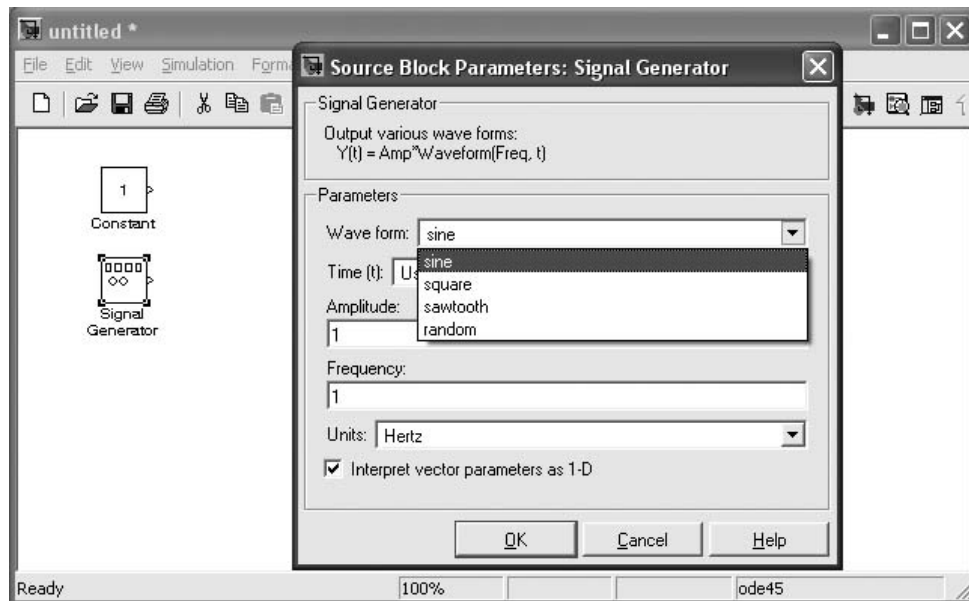 untitled *
File Edit View Simulation
Source Block Parameters: Signal Generator
Signal Generator
Output various wave forms:
Y(t) = Amp*Waveform(Freq, t)
Parameters
Wave form: sine
sine
square
sawtooth
random
Time (t):
Amplitude:
1
Frequency:
1
Units: Hertz
Interpret vector parameters as 1-D
OK Cancel Help
1
Constant
Signal
Generator
Ready 100% ode45